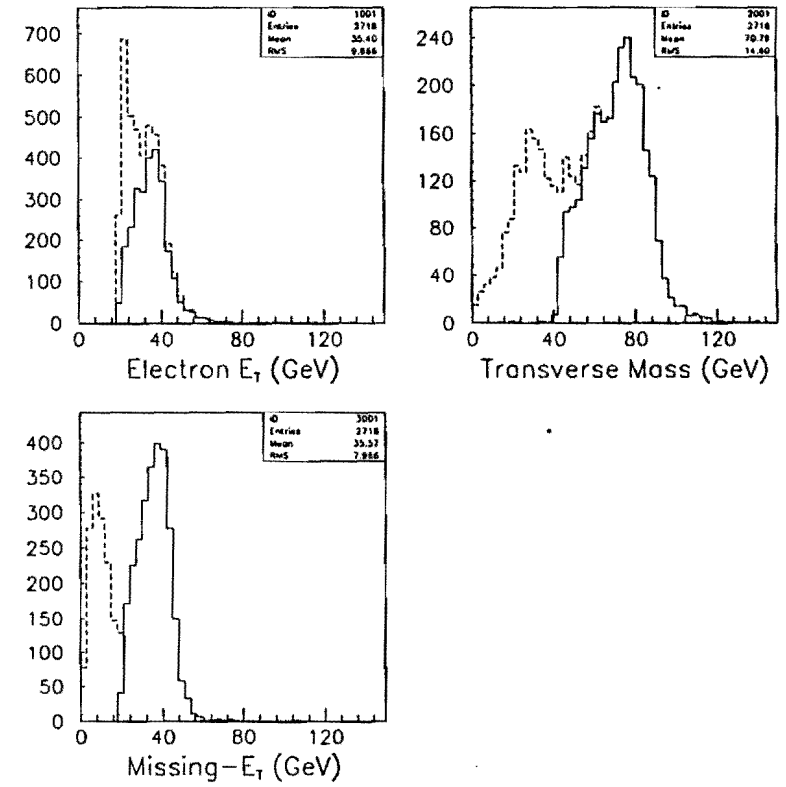 ID 1001
Entries 2718
Mean 35.40
RMS 9.866
700
600
500
400
300
200
100
0
0 40 80 120
Electron E_T (GeV)
ID 2001
Entries 2718
Mean 70.78
RMS 14.60
240
200
160
120
80
40
0
0 40 80 120
Transverse Mass (GeV)
ID 3001
Entries 2718
Mean 35.57
RMS 7.986
400
350
300
250
200
150
100
50
0
0 40 80 120
Missing-E_T (GeV)